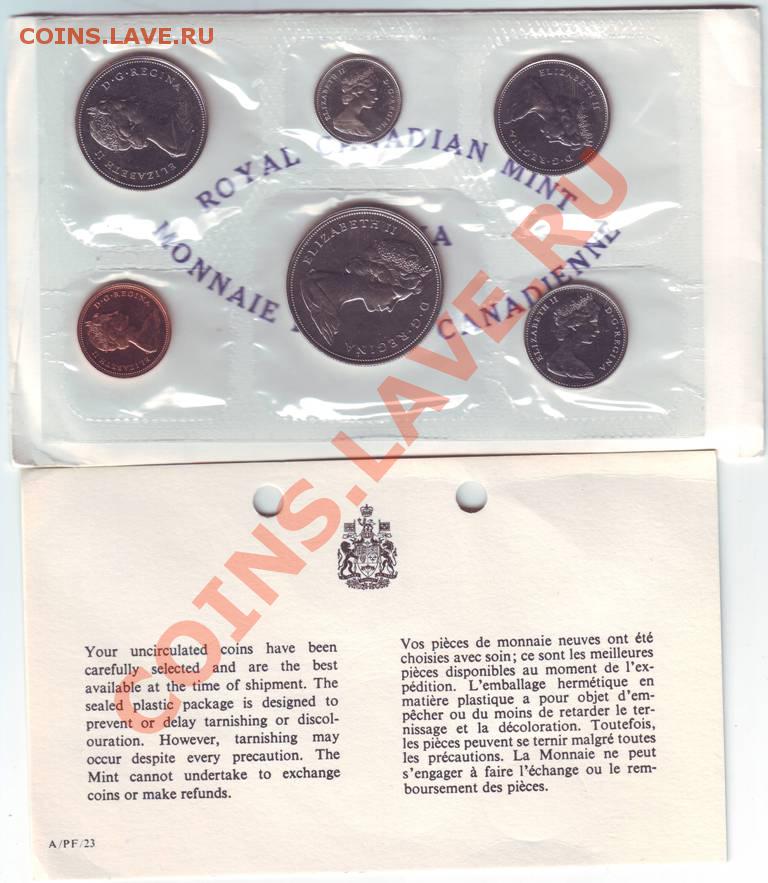 COINS.LAVE.RU
D·G·REGINA
ELIZABETH II
ELIZABETH II
D·G·REGINA
ELIZABETH II
D·G·REGINA
ROYAL CANADIAN MINT
MONNAIE
CANADIENNE
ELIZABETH II
D·G·REGINA
D·G·REGINA
ELIZABETH II
ELIZABETH II
D·G·REGINA
COINS.LAVE.RU
Your uncirculated coins have been
carefully selected and are the best
available at the time of shipment. The
sealed plastic package is designed to
prevent or delay tarnishing or discol-
ouration. However, tarnishing may
occur despite every precaution. The
Mint cannot undertake to exchange
coins or make refunds.
Vos pièces de monnaie neuves ont été
choisies avec soin; ce sont les meilleures
pièces disponibles au moment de l'ex-
pédition. L'emballage hermétique en
matière plastique a pour objet d'em-
pêcher ou du moins de retarder le ter-
nissage et la décoloration. Toutefois,
les pièces peuvent se ternir malgré toutes
les précautions. La Monnaie ne peut
s'engager à faire l'échange ou le rem-
boursement des pièces.
A/PF/23